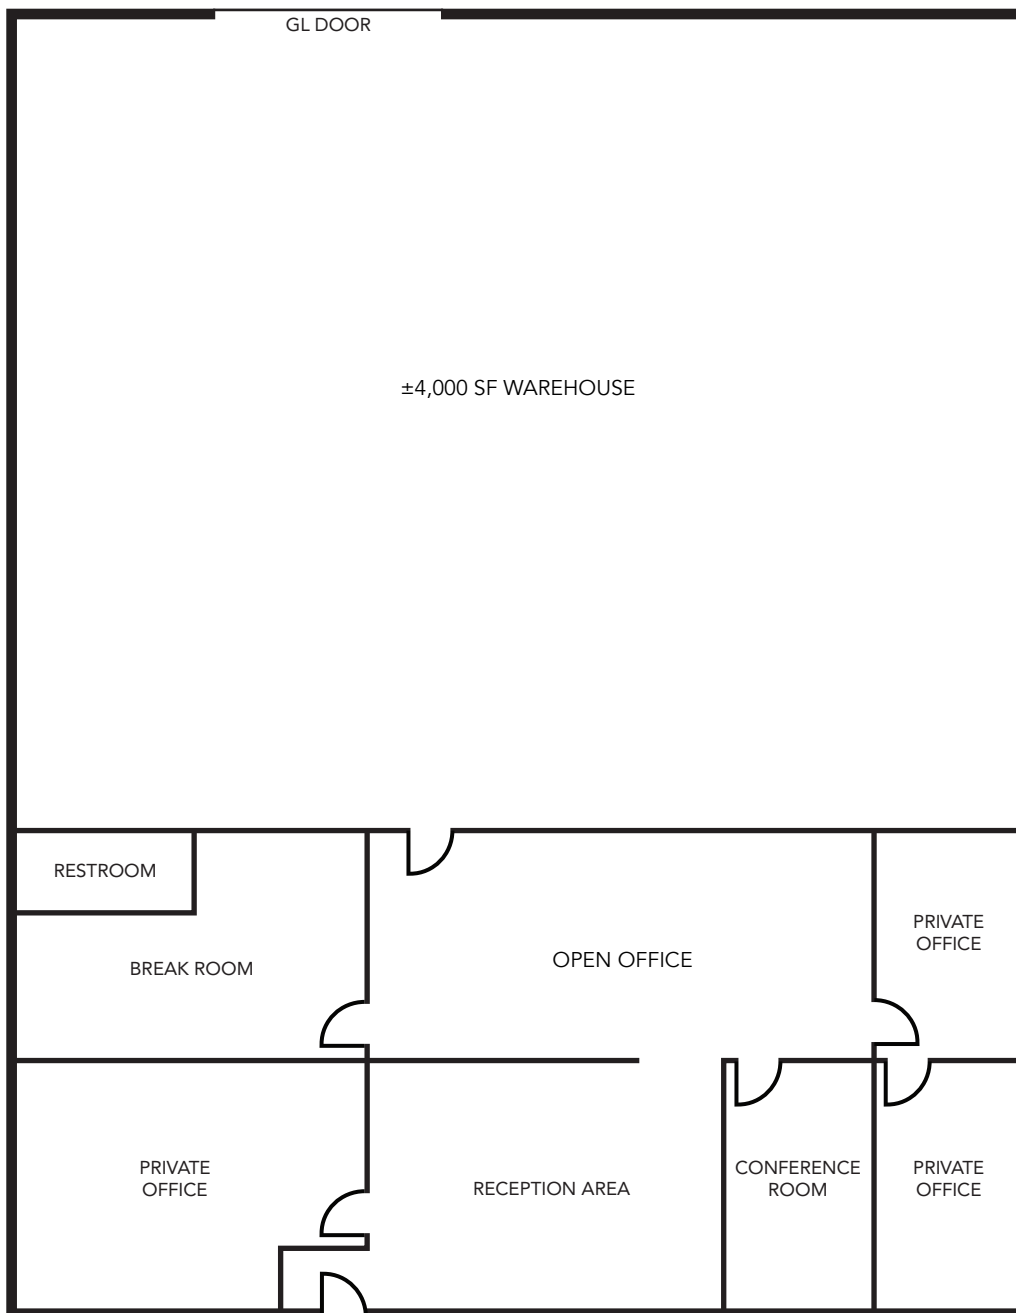 GL DOOR
±4,000 SF WAREHOUSE
RESTROOM
BREAK ROOM
OPEN OFFICE
PRIVATE
OFFICE
PRIVATE
OFFICE
RECEPTION AREA
CONFERENCE
ROOM
PRIVATE
OFFICE